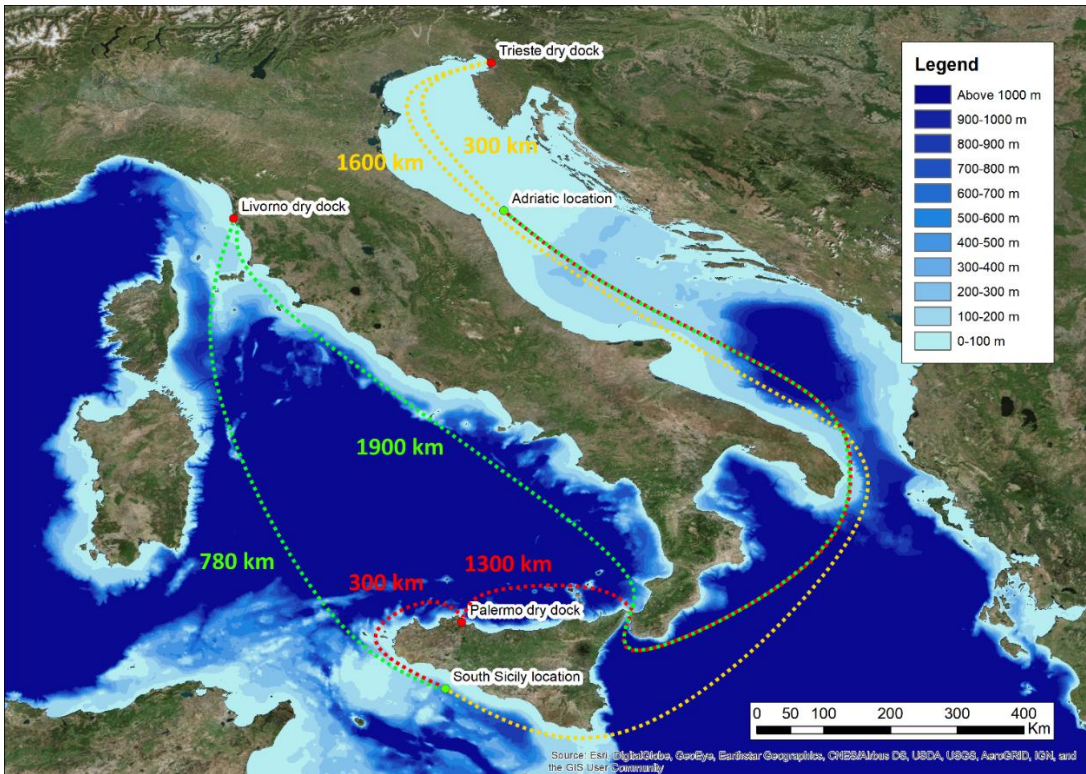 Trieste dry dock
300 km
1600 km
Livorno dry dock
Adriatic location
1900 km
780 km
300 km
1300 km
Palermo dry dock
South Sicily location
Legend
Above 1000 m
900-1000 m
800-900 m
700-800 m
600-700 m
500-600 m
400-500 m
300-400 m
200-300 m
100-200 m
0-100 m
0 50 100 200 300 400
Km
Source: Esri, DigitalGlobe, GeoEye, Earthstar Geographics, CNES/Airbus DS, USDA, USGS, AeroGRID, IGN, and
the GIS User Community